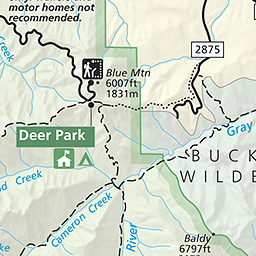 motor homes not
recommended.
Creek
2875
Blue Mtn
6007ft
1831m
Deer Park
Gray
BUCK
WILDE
Creek
Cameron Creek
River
Baldy
6797ft